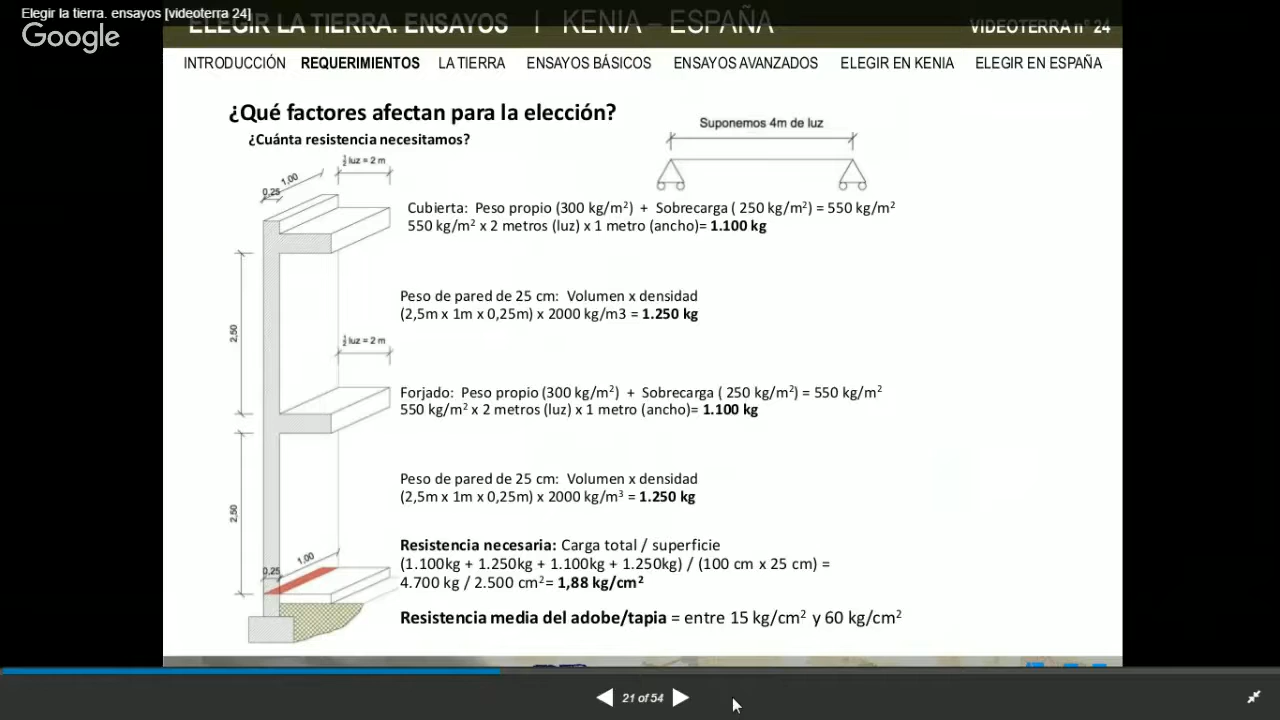 Elegir la tierra. ensayos [videoterra 24]
Google
ELEGIR LA TIERRA. ENSAYOS | KENIA – ESPAÑA VIDEOTERRA nº 24
INTRODUCCIÓN REQUERIMIENTOS LA TIERRA ENSAYOS BÁSICOS ENSAYOS AVANZADOS ELEGIR EN KENIA ELEGIR EN ESPAÑA
¿Qué factores afectan para la elección?
¿Cuánta resistencia necesitamos?
Suponemos 4m de luz
½ luz = 2 m
1,00
0,25
Cubierta: Peso propio (300 kg/m²) + Sobrecarga ( 250 kg/m²) = 550 kg/m²
550 kg/m² x 2 metros (luz) x 1 metro (ancho)= 1.100 kg
2,50
Peso de pared de 25 cm: Volumen x densidad
(2,5m x 1m x 0,25m) x 2000 kg/m3 = 1.250 kg
½ luz = 2 m
Forjado: Peso propio (300 kg/m²) + Sobrecarga ( 250 kg/m²) = 550 kg/m²
550 kg/m² x 2 metros (luz) x 1 metro (ancho)= 1.100 kg
2,50
Peso de pared de 25 cm: Volumen x densidad
(2,5m x 1m x 0,25m) x 2000 kg/m³ = 1.250 kg
1,00
0,25
Resistencia necesaria: Carga total / superficie
(1.100kg + 1.250kg + 1.100kg + 1.250kg) / (100 cm x 25 cm) =
4.700 kg / 2.500 cm²= 1,88 kg/cm²
Resistencia media del adobe/tapia = entre 15 kg/cm² y 60 kg/cm²
21 of 54